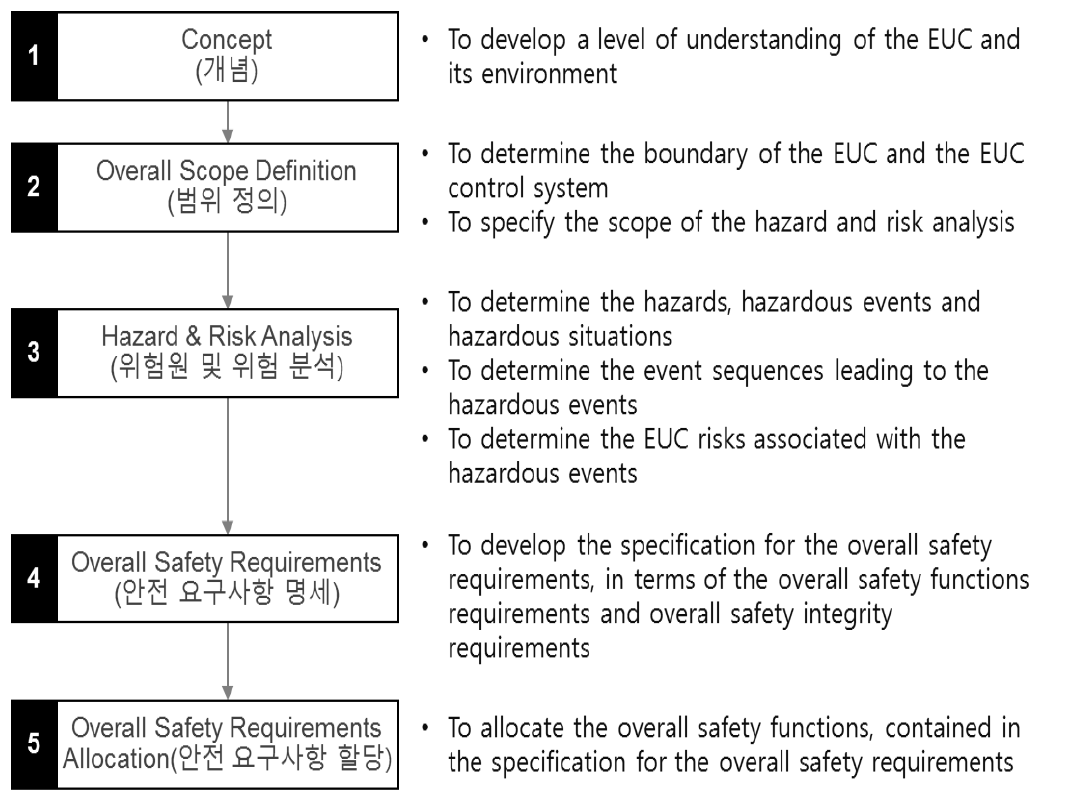 1
Concept
(개념)
• To develop a level of understanding of the EUC and
its environment
2
Overall Scope Definition
(범위 정의)
• To determine the boundary of the EUC and the EUC
control system
• To specify the scope of the hazard and risk analysis
3
Hazard & Risk Analysis
(위험원 및 위험 분석)
• To determine the hazards, hazardous events and
hazardous situations
• To determine the event sequences leading to the
hazardous events
• To determine the EUC risks associated with the
hazardous events
4
Overall Safety Requirements
(안전 요구사항 명세)
• To develop the specification for the overall safety
requirements, in terms of the overall safety functions
requirements and overall safety integrity
requirements
5
Overall Safety Requirements
Allocation(안전 요구사항 할당)
• To allocate the overall safety functions, contained in
the specification for the overall safety requirements